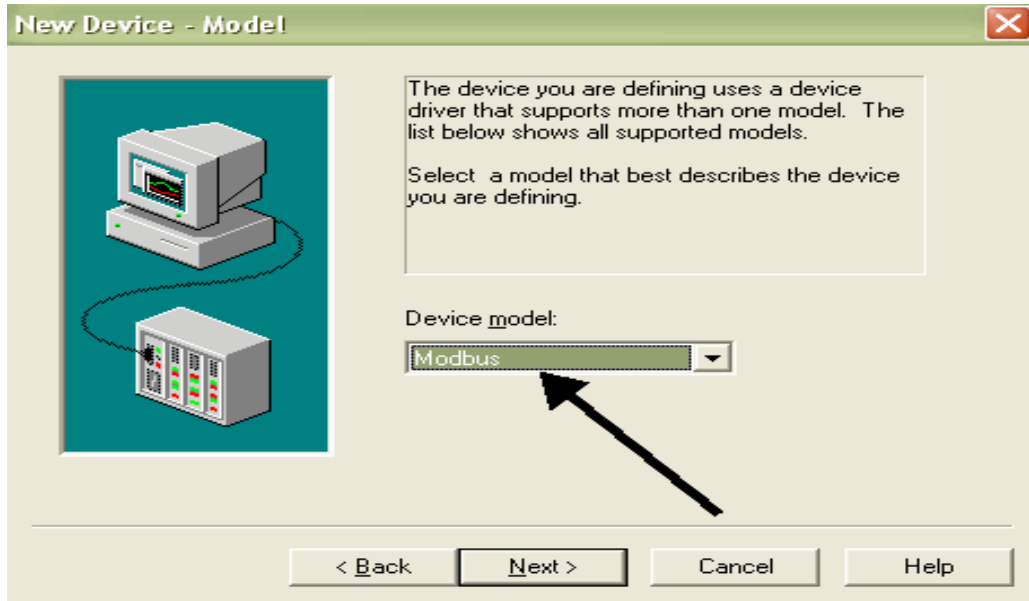 New Device - Model
The device you are defining uses a device
driver that supports more than one model.  The
list below shows all supported models.
Select  a model that best describes the device
you are defining.
Device model:
Modbus
< Back
Next >
Cancel
Help